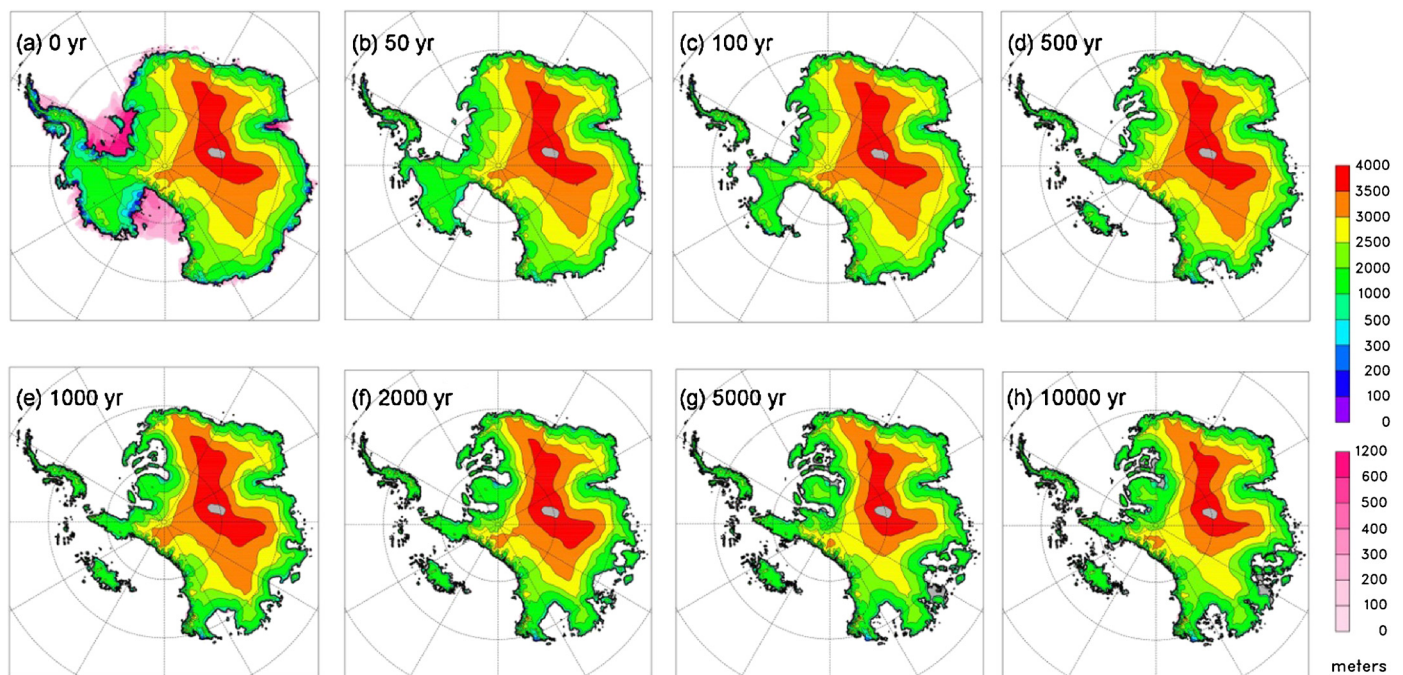 (a) 0 yr
(b) 50 yr
(c) 100 yr
(d) 500 yr
4000
3500
3000
2500
2000
1000
500
300
200
100
0
(e) 1000 yr
(f) 2000 yr
(g) 5000 yr
(h) 10000 yr
1200
600
500
400
300
200
100
0
meters